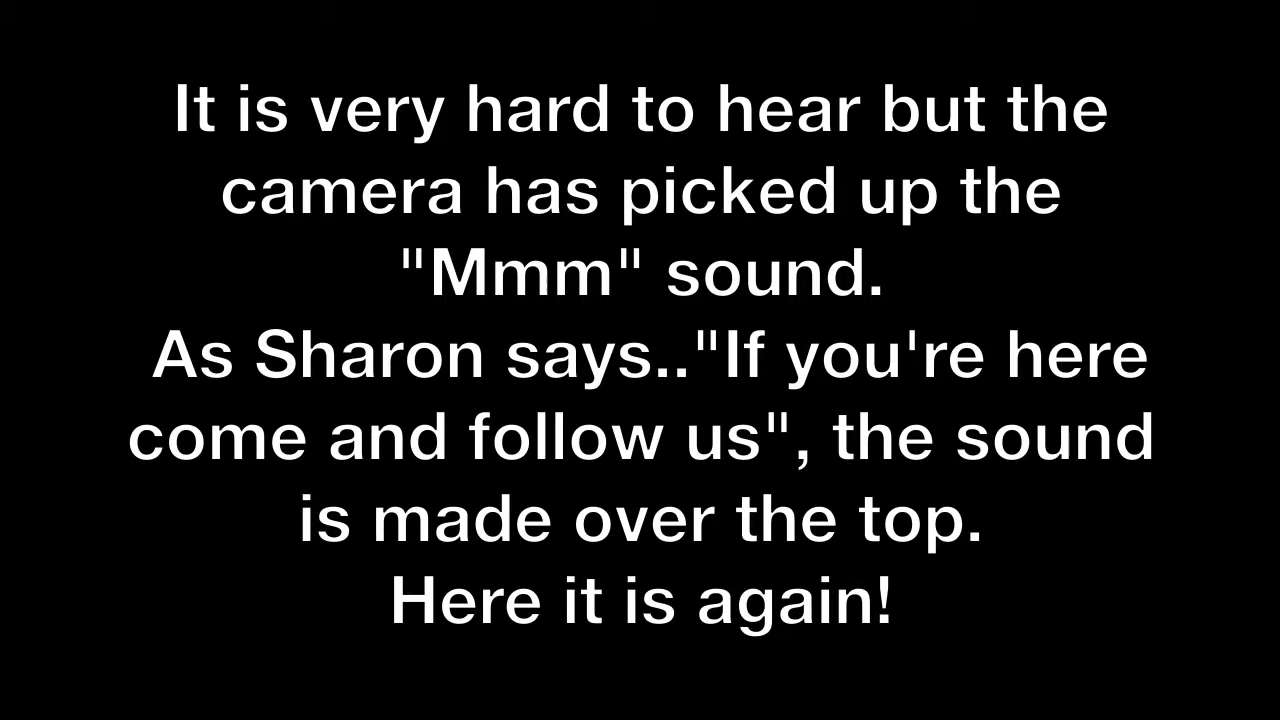 It is very hard to hear but the
camera has picked up the
"Mmm" sound.
As Sharon says.."If you're here
come and follow us", the sound
is made over the top.
Here it is again!